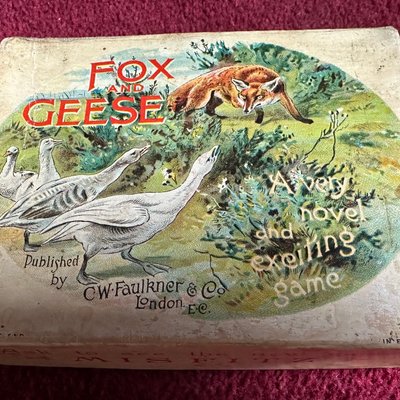 FOX
AND
GEESE
A very
novel
and
exciting
game
Published
by
C.W. Faulkner & Co
London. E.C.